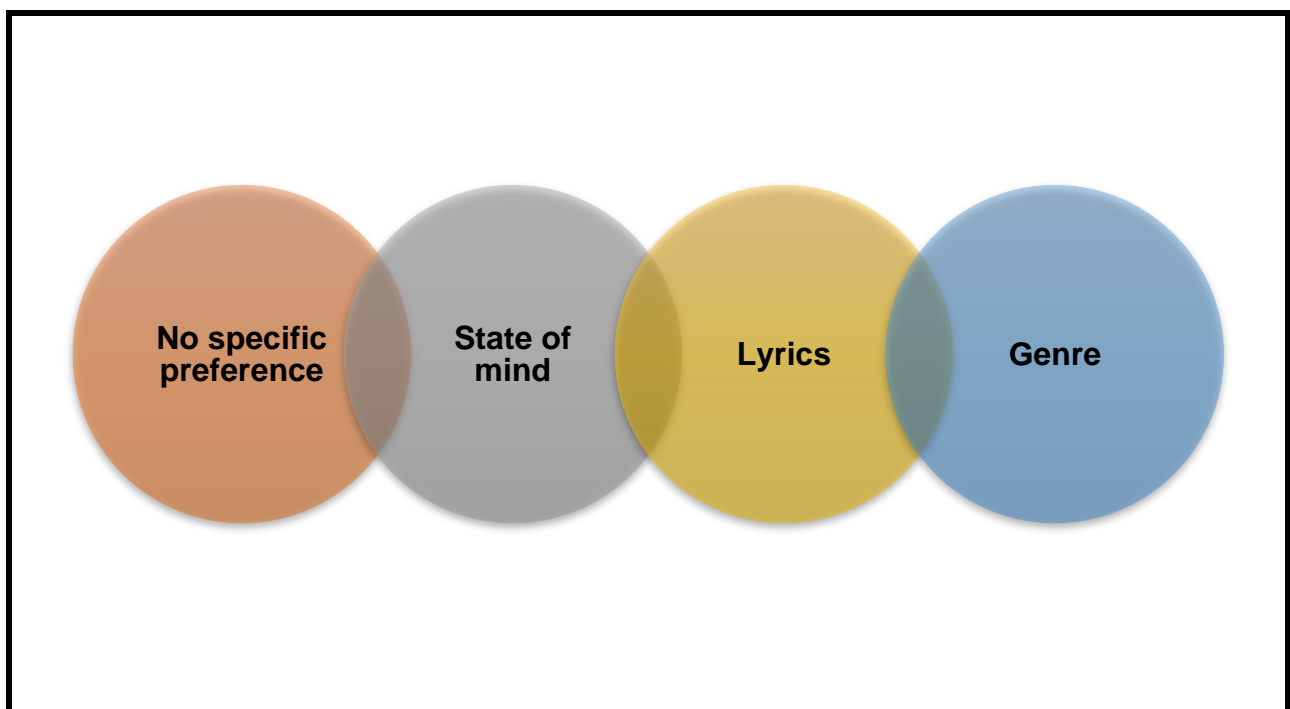 No specific
preference
State of
mind
Lyrics
Genre